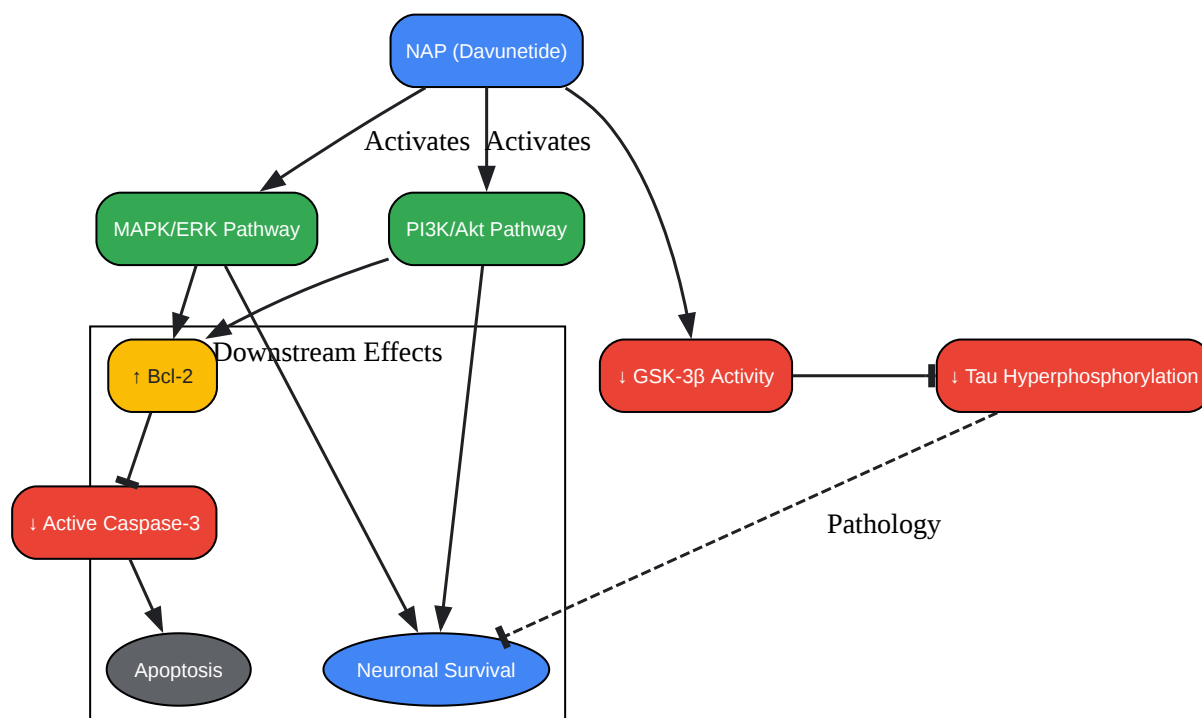 NAP (Davunetide)
Activates
Activates
MAPK/ERK Pathway
PI3K/Akt Pathway
Downstream Effects
↑ Bcl-2
↓ GSK-3β Activity
↓ Tau Hyperphosphorylation
↓ Active Caspase-3
Pathology
Apoptosis
Neuronal Survival